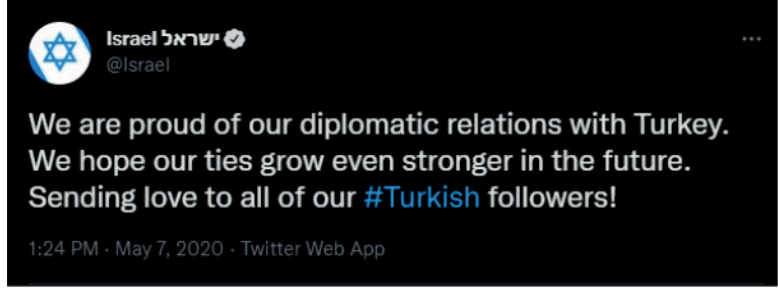 Israel ישראל
@Israel
We are proud of our diplomatic relations with Turkey.
We hope our ties grow even stronger in the future.
Sending love to all of our #Turkish followers!
1:24 PM · May 7, 2020 · Twitter Web App